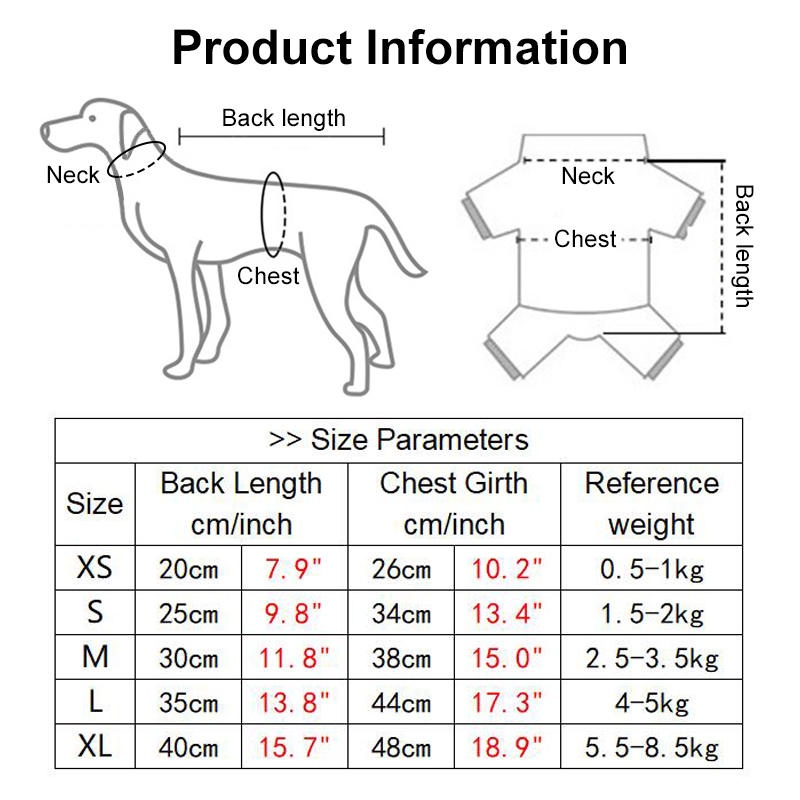 Product Information
Back length
Neck
Chest
Neck
Chest
Back length
>> Size Parameters
Size Back Length cm/inch Chest Girth cm/inch Reference weight
XS 20cm 7.9" 26cm 10.2" 0.5-1kg
S 25cm 9.8" 34cm 13.4" 1.5-2kg
M 30cm 11.8" 38cm 15.0" 2.5-3.5kg
L 35cm 13.8" 44cm 17.3" 4-5kg
XL 40cm 15.7" 48cm 18.9" 5.5-8.5kg